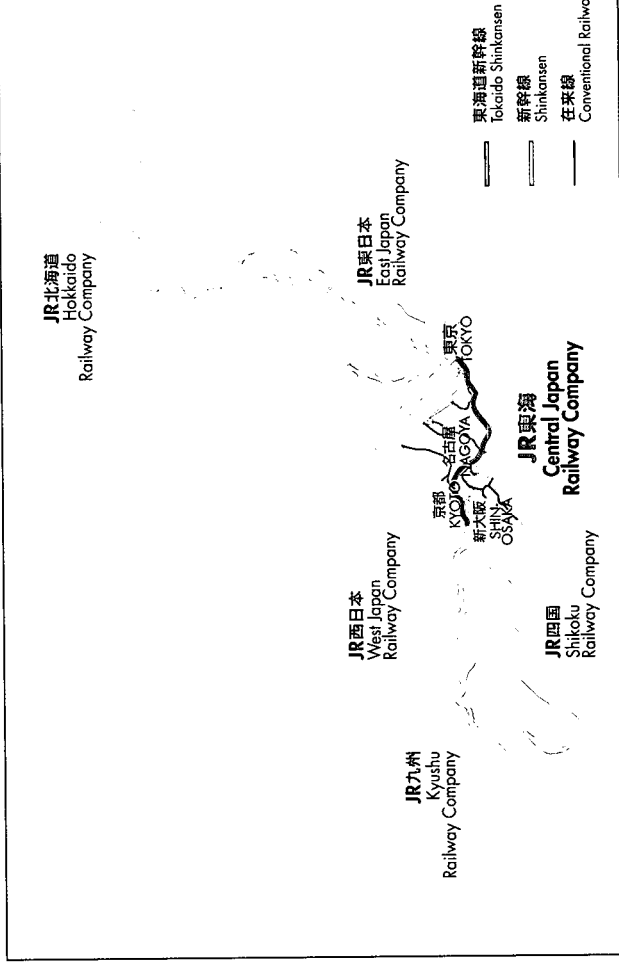 JR北海道
Hokkaido
Railway Company
JR東日本
East Japan
Railway Company
JR西日本
West Japan
Railway Company
JR九州
Kyushu
Railway Company
JR四国
Shikoku
Railway Company
JR東海
Central Japan
Railway Company
京都
KYOTO
名古屋
NAGOYA
東京
TOKYO
新大阪
SHIN-
OSAKA
東海道新幹線
Tokaido Shinkansen
新幹線
Shinkansen
在来線
Conventional Railwa